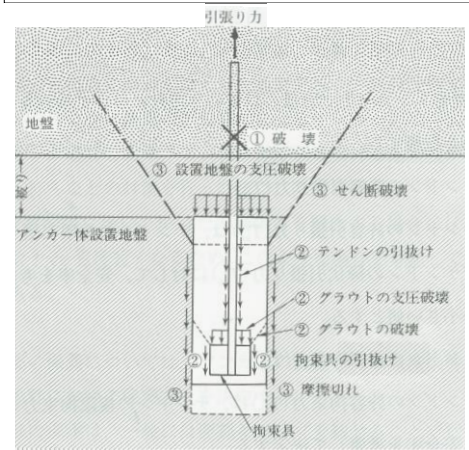 引張り力
地盤
① 破 壊
③ 設置地盤の支圧破壊
被り
③ せん断破壊
アンカー体設置地盤
② テンドンの引抜け
② グラウトの支圧破壊
② グラウトの破壊
② ② 拘束具の引抜け
③ ③ 摩擦切れ
拘束具